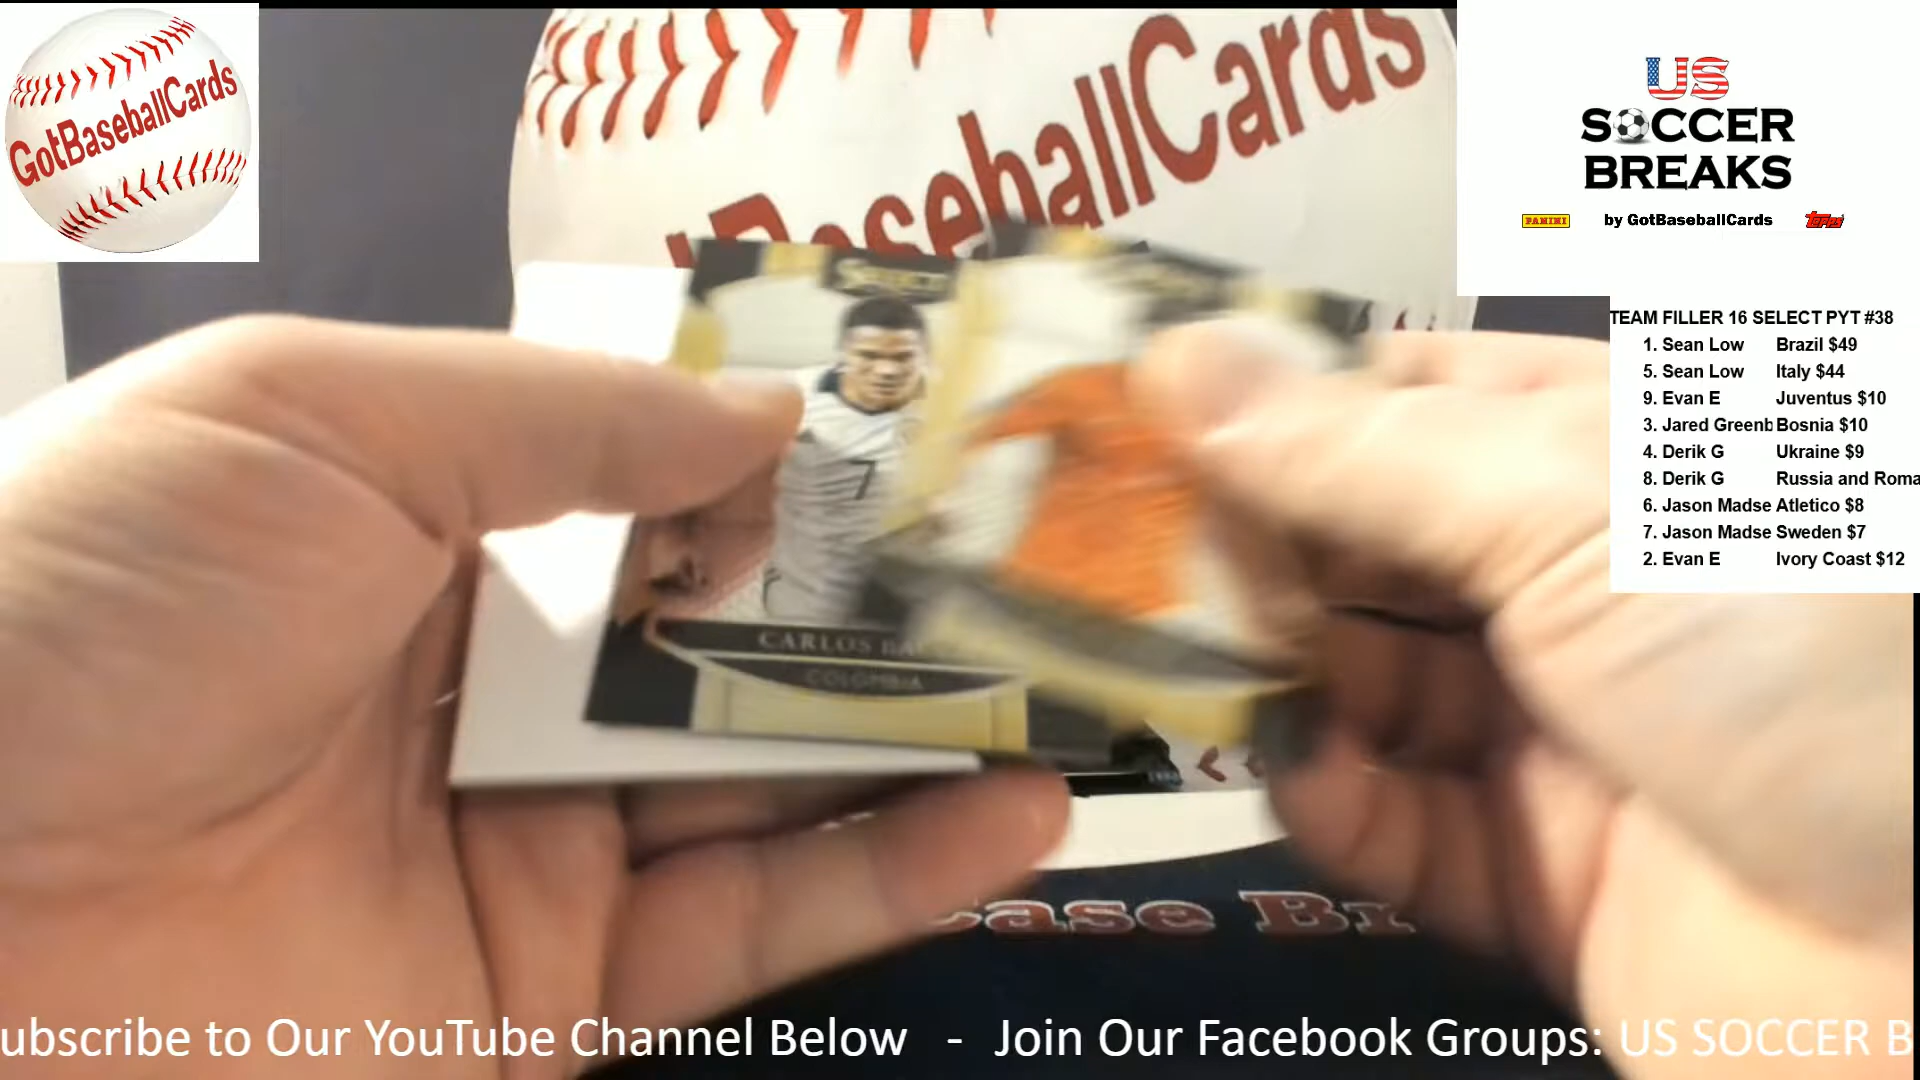 GotBaseballCards
BaseballCards
US
SOCCER
BREAKS
PANINI by GotBaseballCards Topps
TEAM FILLER 16 SELECT PYT #38
1. Sean Low Brazil $49
5. Sean Low Italy $44
9. Evan E Juventus $10
3. Jared Greenb Bosnia $10
4. Derik G Ukraine $9
8. Derik G Russia and Roma
6. Jason Madse Atletico $8
7. Jason Madse Sweden $7
2. Evan E Ivory Coast $12
SELECT
7
CARLOS
COLOMBIA
Case
ubscribe to Our YouTube Channel Below - Join Our Facebook Groups: US SOCCER B